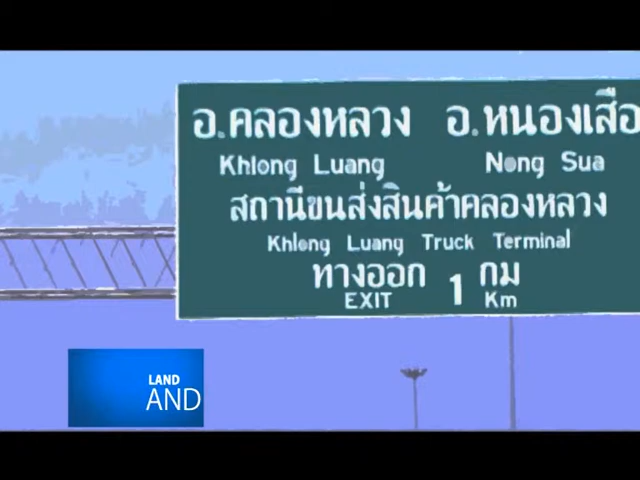 อ.คลองหลวง อ.หนองเสือ
Khlong Luang Nong Sua
สถานีขนส่งสินค้าคลองหลวง
Khlong Luang Truck Terminal
ทางออก 1 กม
EXIT Km
LAND
AND